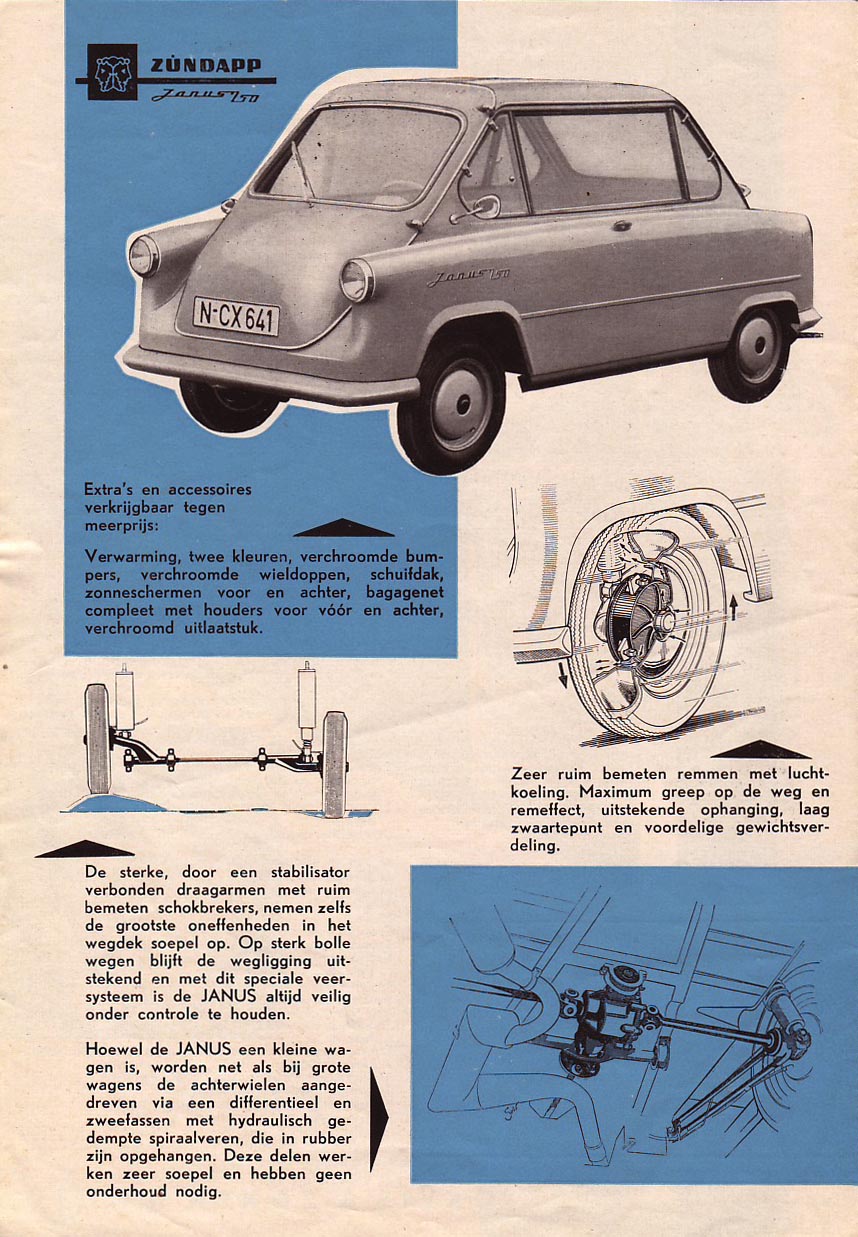 ZÜNDAPP
Janus 250
Janus 250
N-CX 641
Extra's en accessoires
verkrijgbaar tegen
meerprijs:
Verwarming, twee kleuren, verchroomde bum-
pers, verchroomde wieldoppen, schuifdak,
zonneschermen voor en achter, bagagenet
compleet met houders voor vóór en achter,
verchroomd uitlaatstuk.
Zeer ruim bemeten remmen met lucht-
koeling. Maximum greep op de weg en
remeffect, uitstekende ophanging, laag
zwaartepunt en voordelige gewichtsver-
deling.
De sterke, door een stabilisator
verbonden draagarmen met ruim
bemeten schokbrekers, nemen zelfs
de grootste oneffenheden in het
wegdek soepel op. Op sterk bolle
wegen blijft de wegligging uit-
stekend en met dit speciale veer-
systeem is de JANUS altijd veilig
onder controle te houden.
Hoewel de JANUS een kleine wa-
gen is, worden net als bij grote
wagens de achterwielen aange-
dreven via een differentieel en
zweefassen met hydraulisch ge-
dempte spiraalveren, die in rubber
zijn opgehangen. Deze delen wer-
ken zeer soepel en hebben geen
onderhoud nodig.